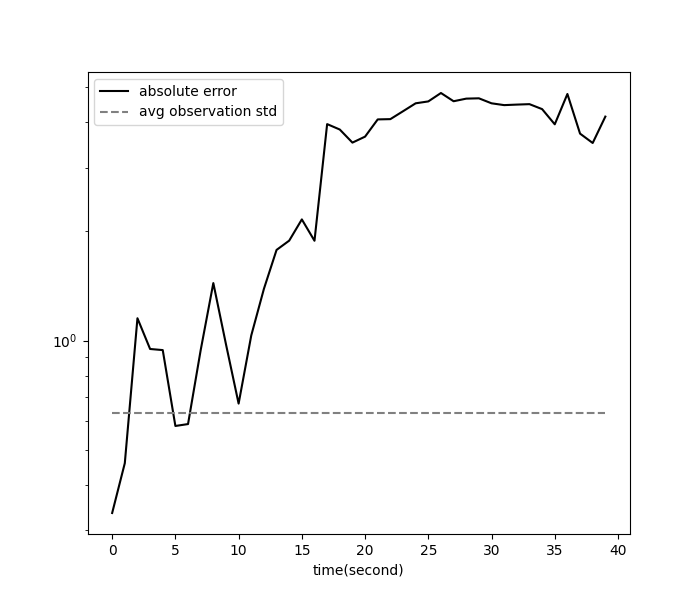 absolute error
avg observation std
10⁰
0 5 10 15 20 25 30 35 40
time(second)